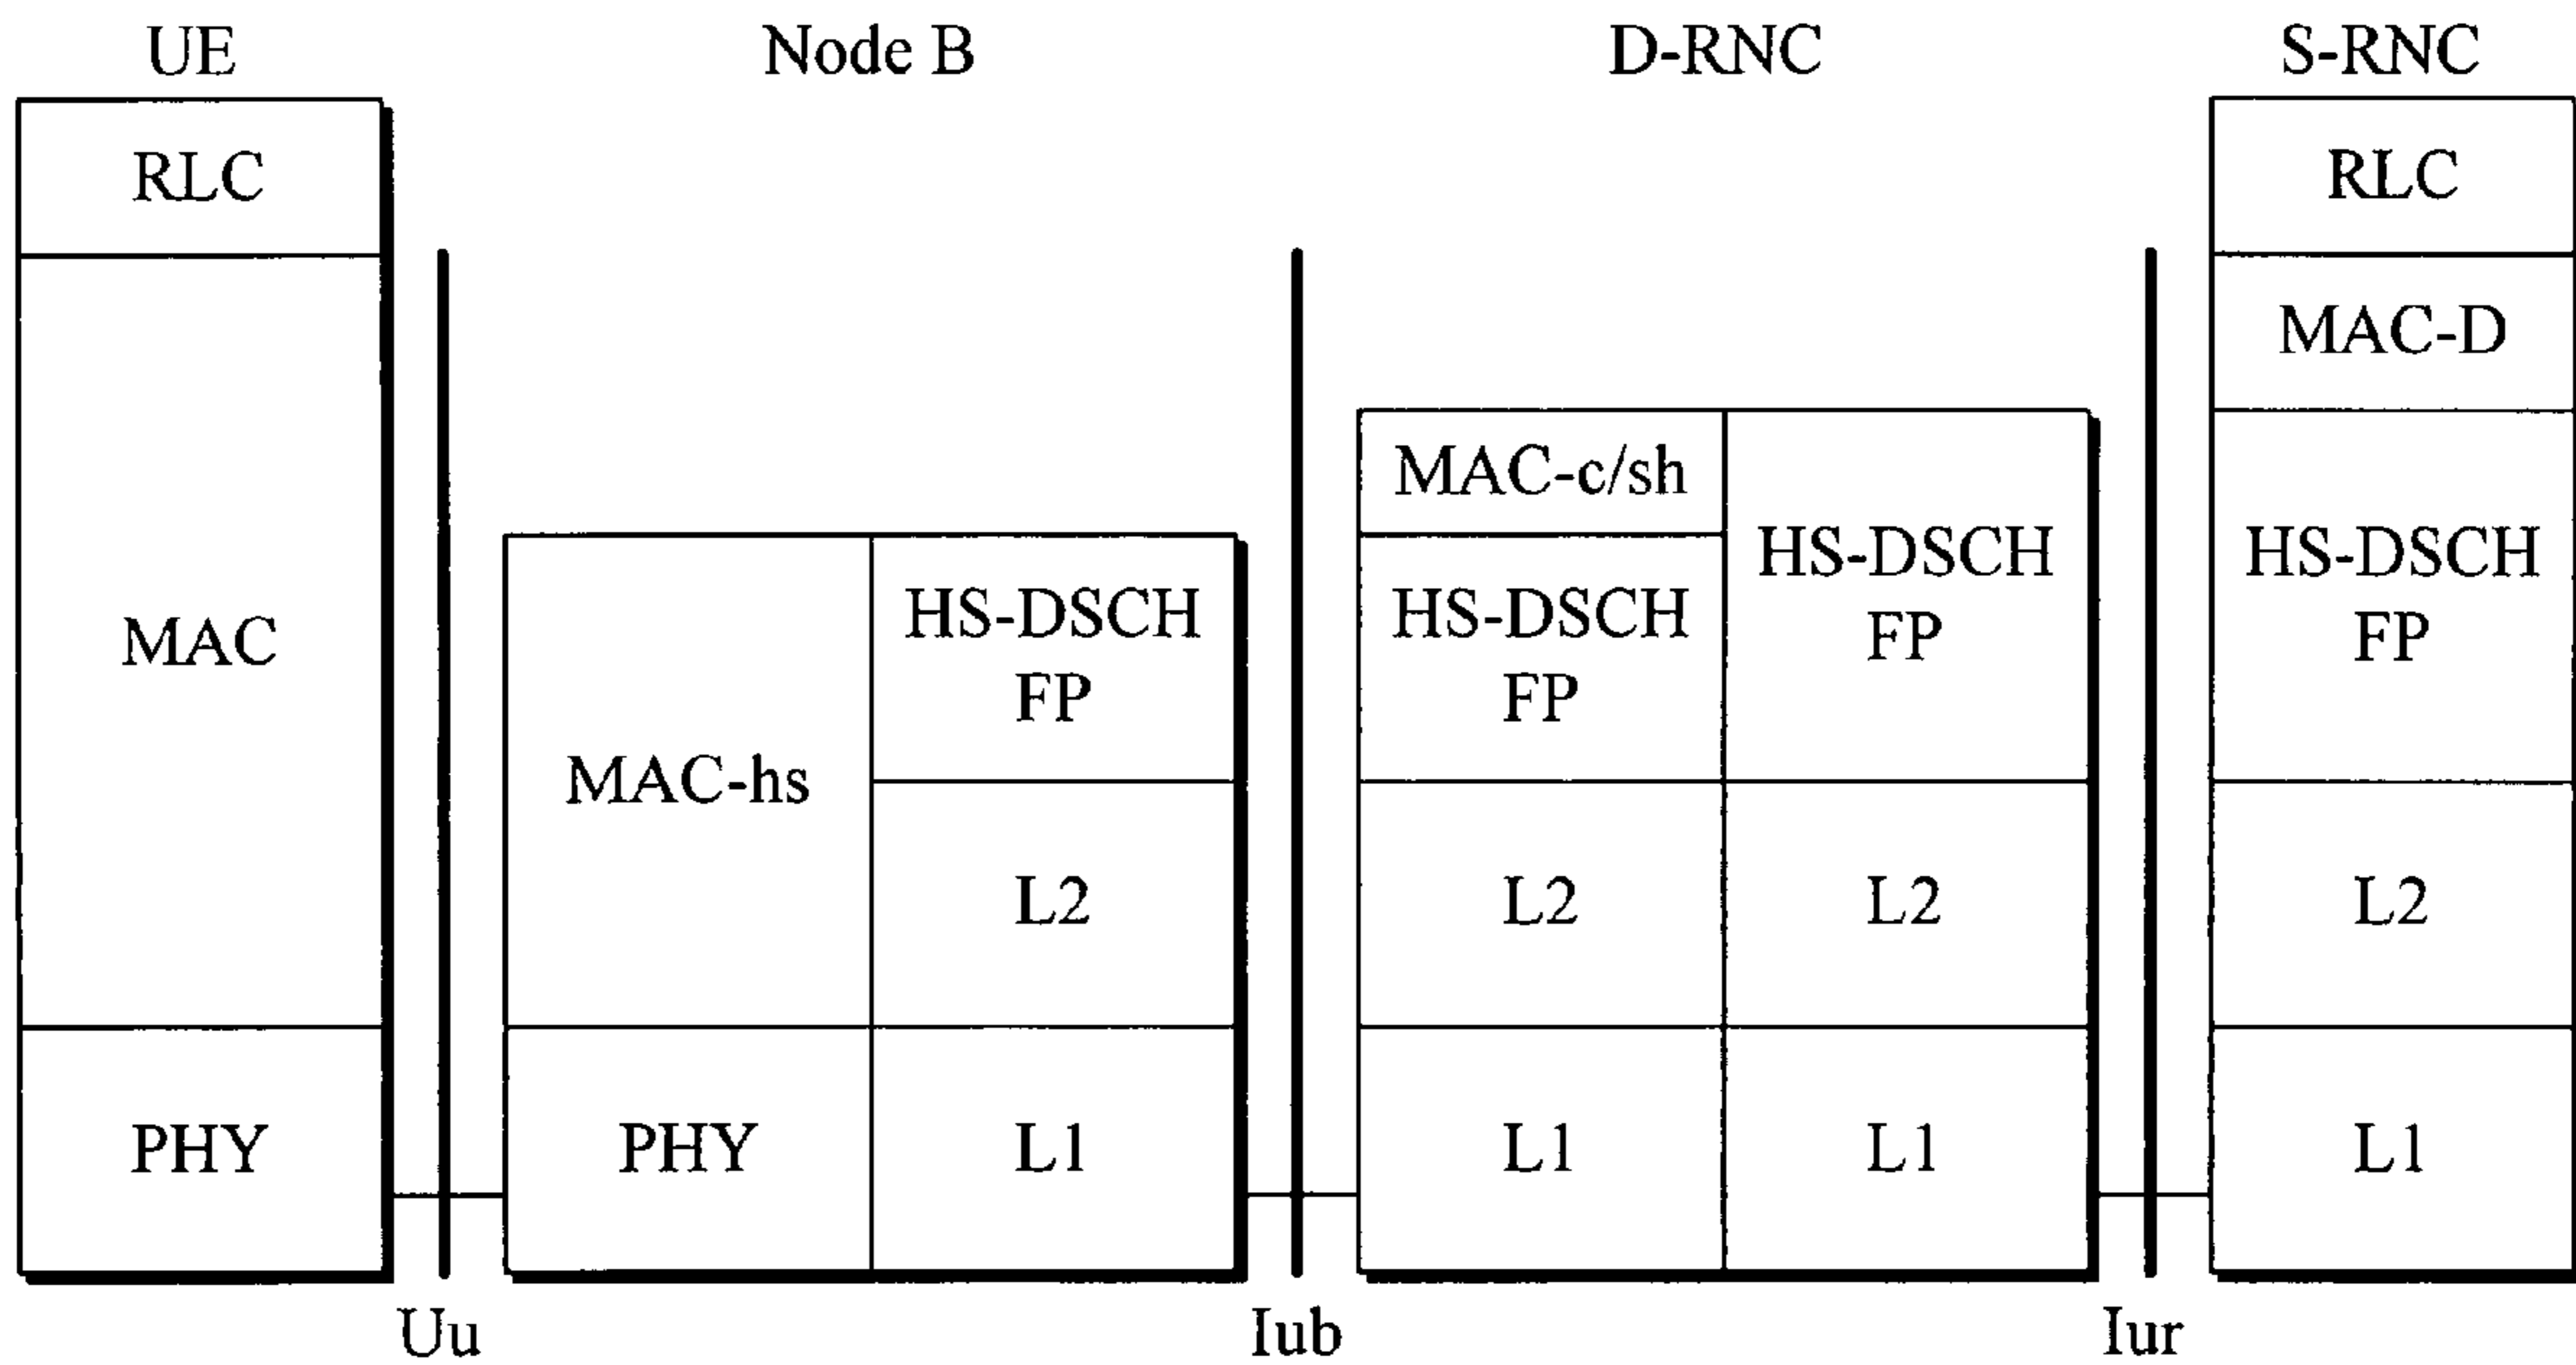 UE
Node B
D-RNC
S-RNC
RLC
MAC
PHY
MAC-hs
PHY
HS-DSCH
FP
L2
L1
MAC-c/sh
HS-DSCH
FP
L2
L1
HS-DSCH
FP
L2
L1
RLC
MAC-D
HS-DSCH
FP
L2
L1
Uu
Iub
Iur